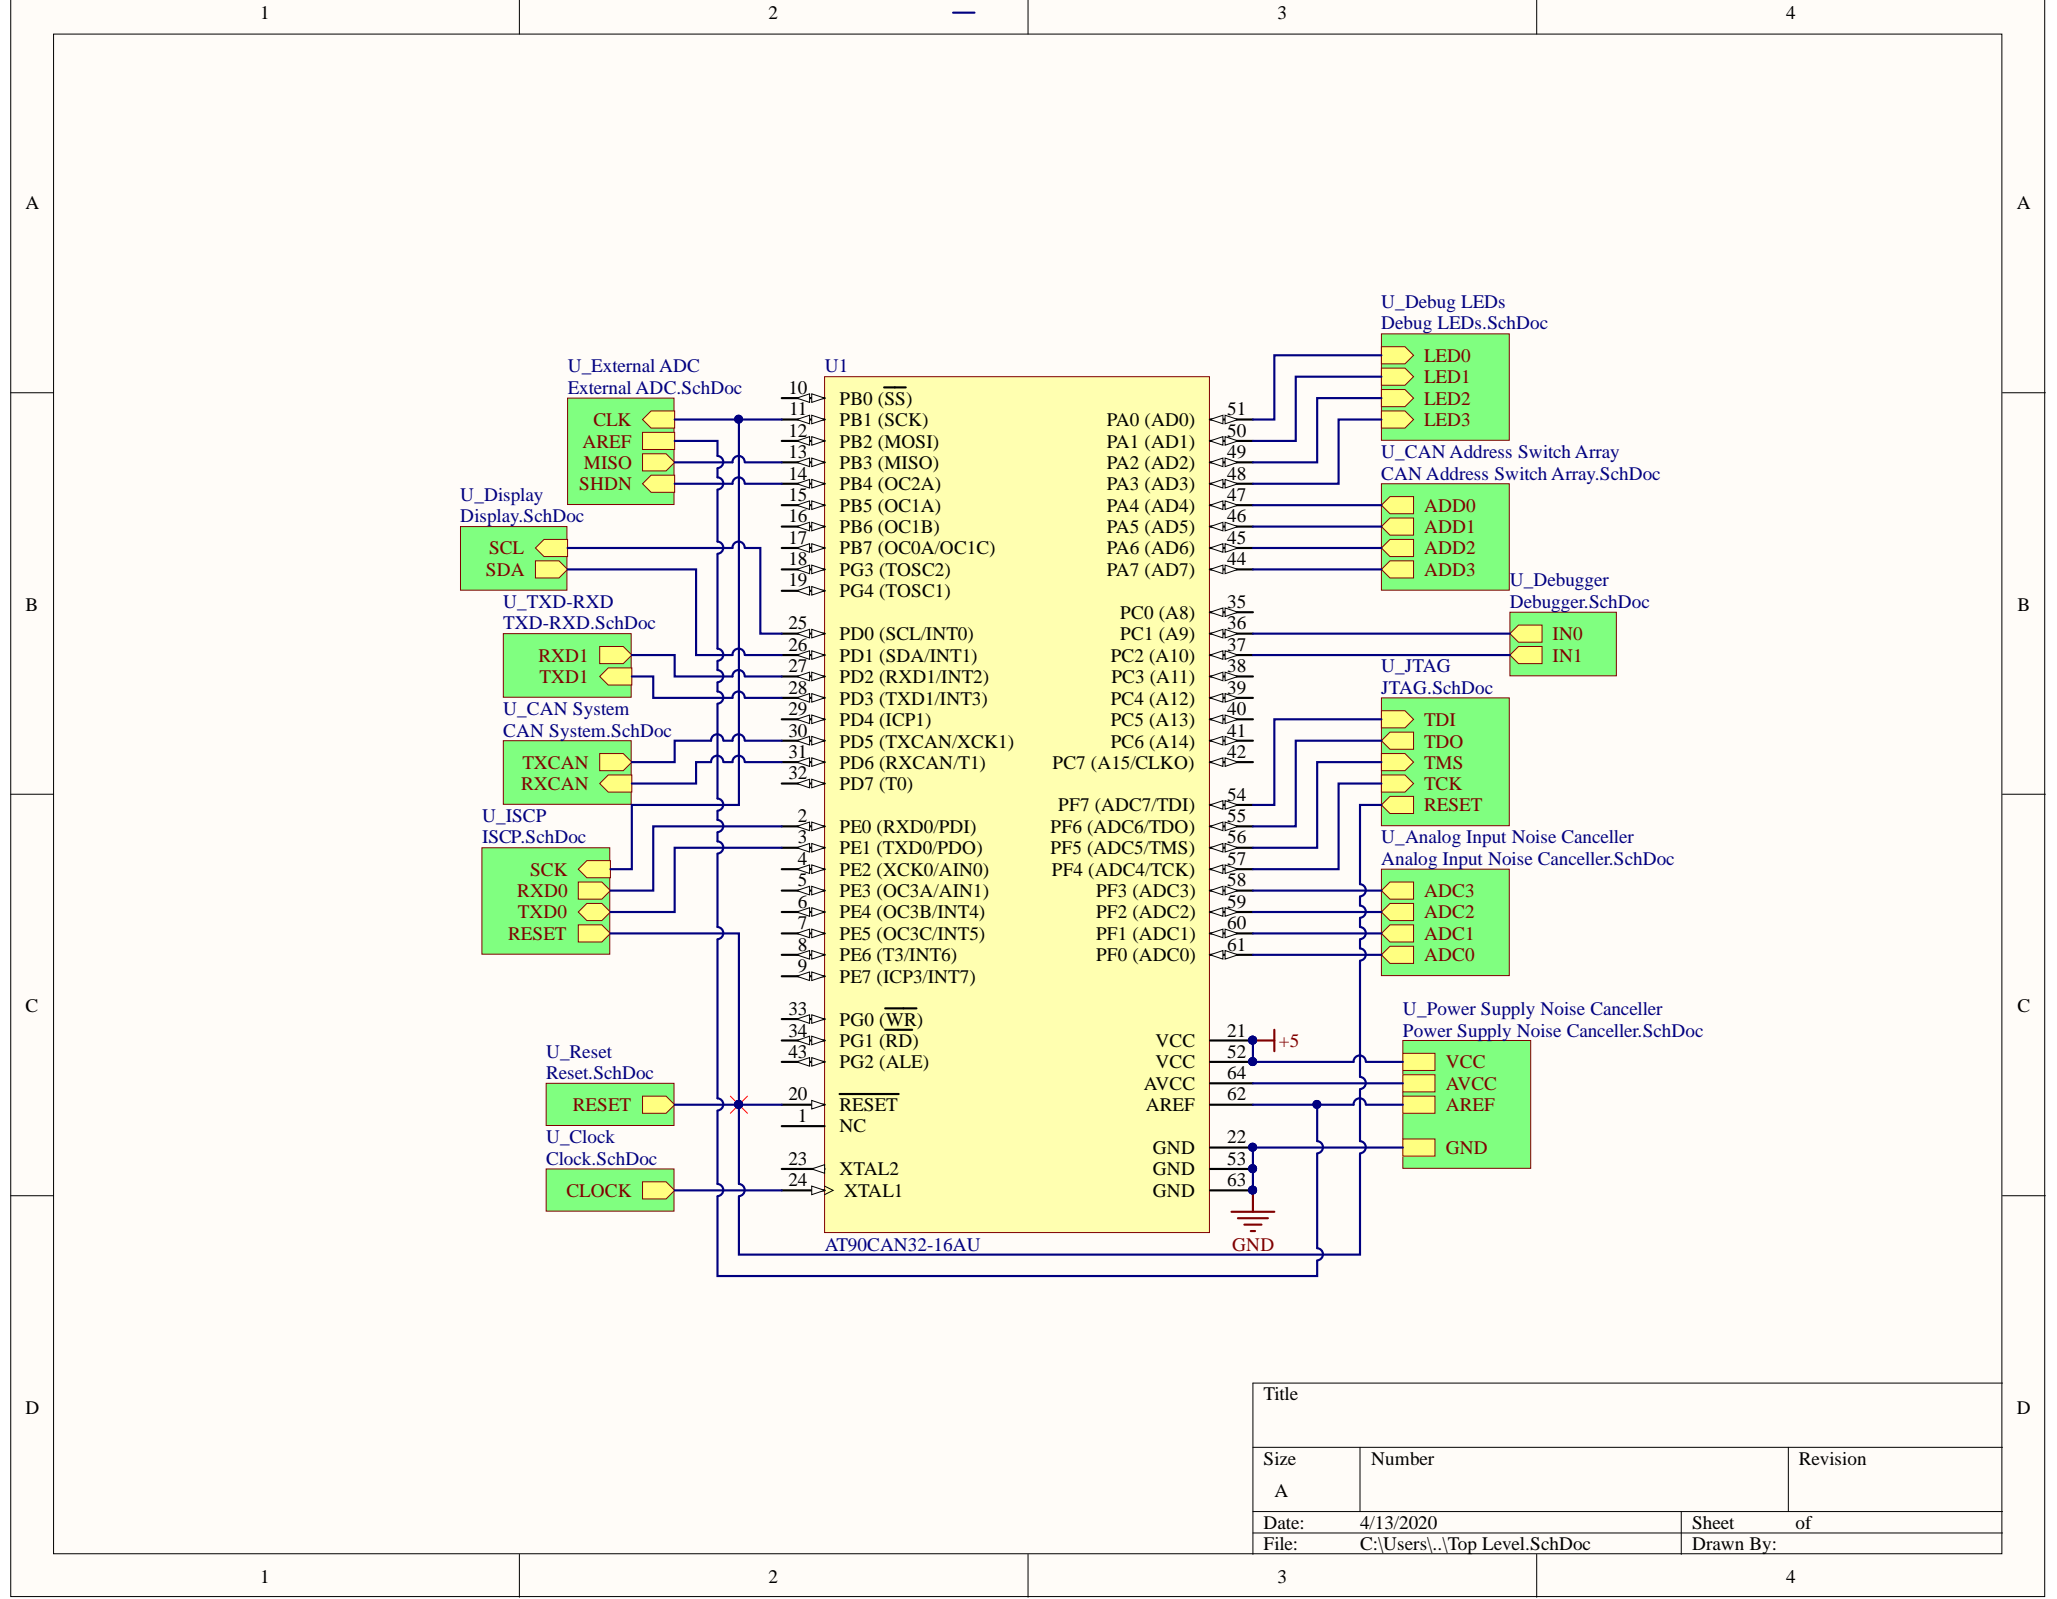 1 2 3 4
A A
B B
C C
D D
U_External ADC
External ADC.SchDoc
CLK
AREF
MISO
SHDN
U_Display
Display.SchDoc
SCL
SDA
U_TXD-RXD
TXD-RXD.SchDoc
RXD1
TXD1
U_CAN System
CAN System.SchDoc
TXCAN
RXCAN
U_ISCP
ISCP.SchDoc
SCK
RXD0
TXD0
RESET
U_Reset
Reset.SchDoc
RESET
U_Clock
Clock.SchDoc
CLOCK
U1
10 PB0 (SS)
11 PB1 (SCK)
12 PB2 (MOSI)
13 PB3 (MISO)
14 PB4 (OC2A)
15 PB5 (OC1A)
16 PB6 (OC1B)
17 PB7 (OC0A/OC1C)
18 PG3 (TOSC2)
19 PG4 (TOSC1)
25 PD0 (SCL/INT0)
26 PD1 (SDA/INT1)
27 PD2 (RXD1/INT2)
28 PD3 (TXD1/INT3)
29 PD4 (ICP1)
30 PD5 (TXCAN/XCK1)
31 PD6 (RXCAN/T1)
32 PD7 (T0)
2 PE0 (RXD0/PDI)
3 PE1 (TXD0/PDO)
4 PE2 (XCK0/AIN0)
5 PE3 (OC3A/AIN1)
6 PE4 (OC3B/INT4)
7 PE5 (OC3C/INT5)
8 PE6 (T3/INT6)
9 PE7 (ICP3/INT7)
33 PG0 (WR)
34 PG1 (RD)
43 PG2 (ALE)
20 RESET
1 NC
23 XTAL2
24 XTAL1
PA0 (AD0) 51
PA1 (AD1) 50
PA2 (AD2) 49
PA3 (AD3) 48
PA4 (AD4) 47
PA5 (AD5) 46
PA6 (AD6) 45
PA7 (AD7) 44
PC0 (A8) 35
PC1 (A9) 36
PC2 (A10) 37
PC3 (A11) 38
PC4 (A12) 39
PC5 (A13) 40
PC6 (A14) 41
PC7 (A15/CLKO) 42
PF7 (ADC7/TDI) 54
PF6 (ADC6/TDO) 55
PF5 (ADC5/TMS) 56
PF4 (ADC4/TCK) 57
PF3 (ADC3) 58
PF2 (ADC2) 59
PF1 (ADC1) 60
PF0 (ADC0) 61
VCC 21 +5
VCC 52
AVCC 64
AREF 62
GND 22
GND 53
GND 63
AT90CAN32-16AU
GND
U_Debug LEDs
Debug LEDs.SchDoc
LED0
LED1
LED2
LED3
U_CAN Address Switch Array
CAN Address Switch Array.SchDoc
ADD0
ADD1
ADD2
ADD3
U_Debugger
Debugger.SchDoc
IN0
IN1
U_JTAG
JTAG.SchDoc
TDI
TDO
TMS
TCK
RESET
U_Analog Input Noise Canceller
Analog Input Noise Canceller.SchDoc
ADC3
ADC2
ADC1
ADC0
U_Power Supply Noise Canceller
Power Supply Noise Canceller.SchDoc
VCC
AVCC
AREF
GND
Title
Size Number Revision
A
Date: 4/13/2020 Sheet of
File: C:\Users\..\Top Level.SchDoc Drawn By:
1 2 3 4